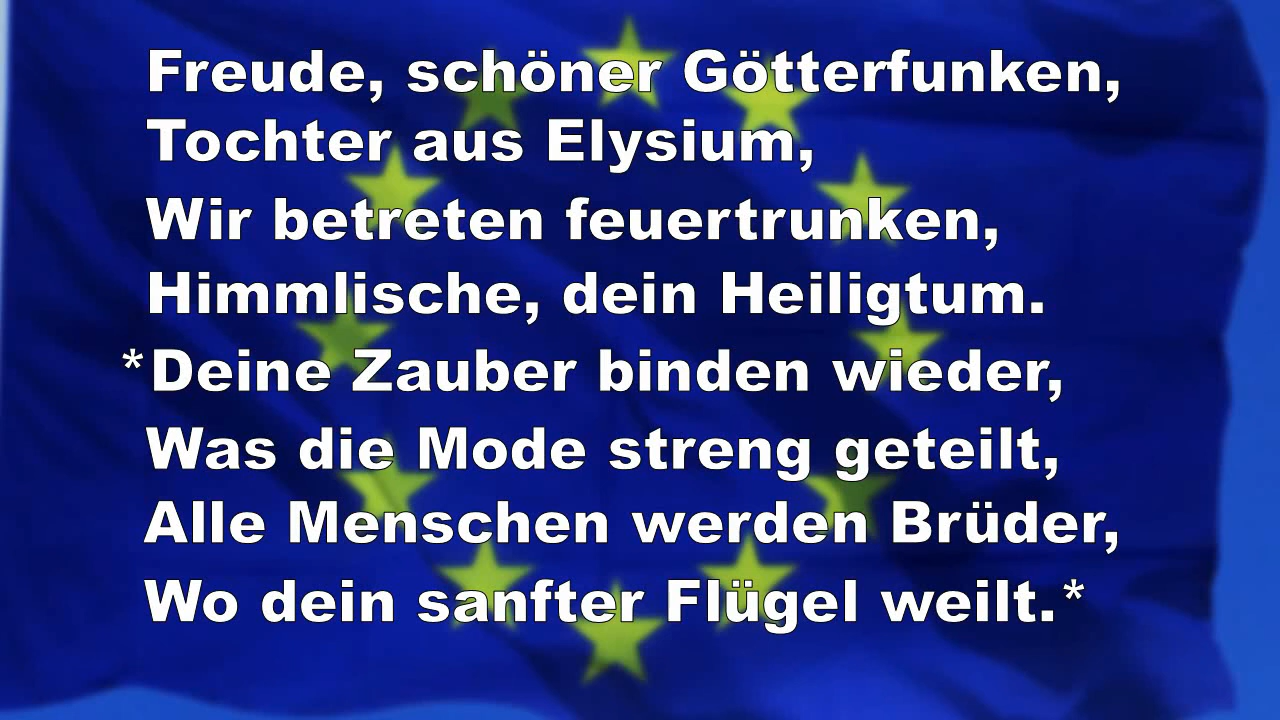 Freude, schöner Götterfunken,
Tochter aus Elysium,
Wir betreten feuertrunken,
Himmlische, dein Heiligtum.
*Deine Zauber binden wieder,
Was die Mode streng geteilt,
Alle Menschen werden Brüder,
Wo dein sanfter Flügel weilt.*